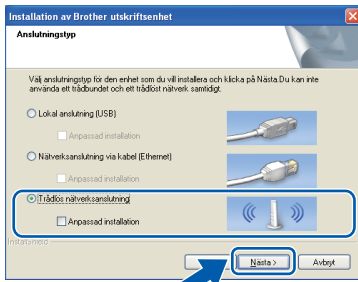 Installation av Brother utskriftsenhet
Anslutningstyp
Välj anslutningstyp för den enhet som du vill installera och klicka på Nästa.Du kan inte
använda ett trådbundet och ett trådlöst nätverk samtidigt.
Lokal anslutning (USB)
Anpassad installation
Nätverksanslutning via kabel (Ethernet)
Anpassad installation
Trådlös nätverksanslutning
Anpassad installation
InstallShield
Nästa > Avbryt